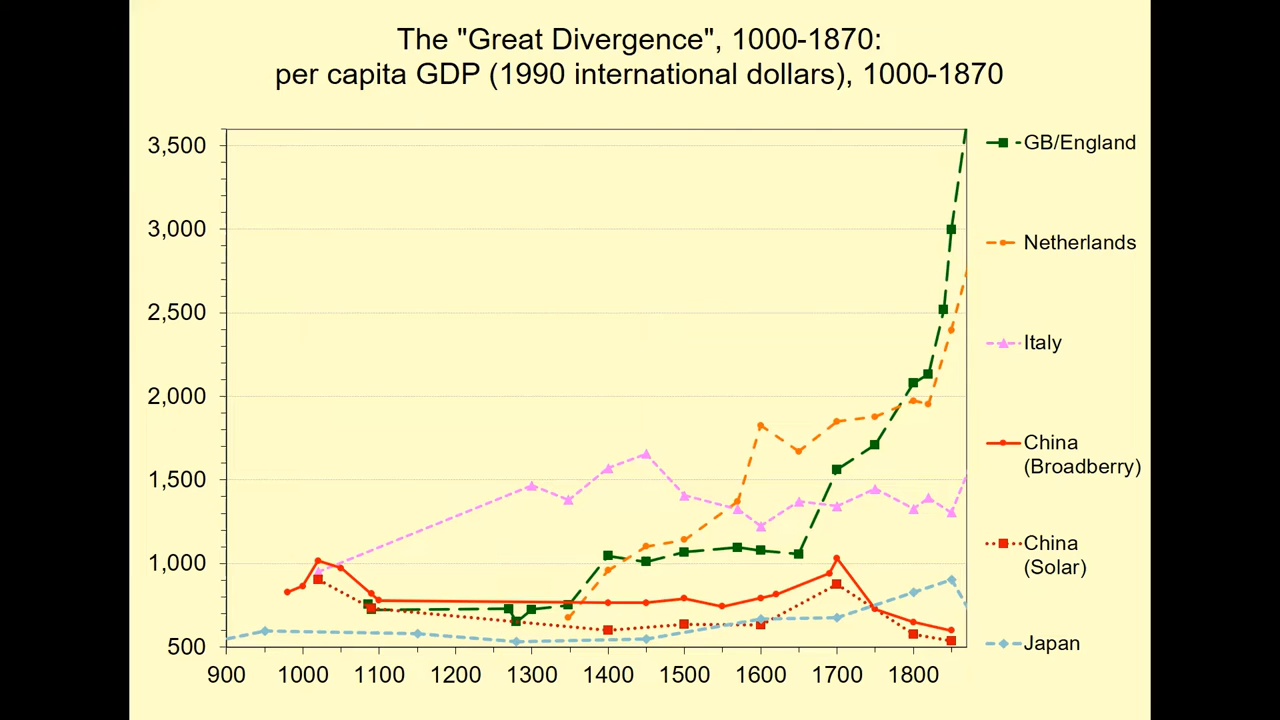 The "Great Divergence", 1000-1870:
per capita GDP (1990 international dollars), 1000-1870
3,500
3,000
2,500
2,000
1,500
1,000
500
900 1000 1100 1200 1300 1400 1500 1600 1700 1800
GB/England
Netherlands
Italy
China
(Broadberry)
China
(Solar)
Japan